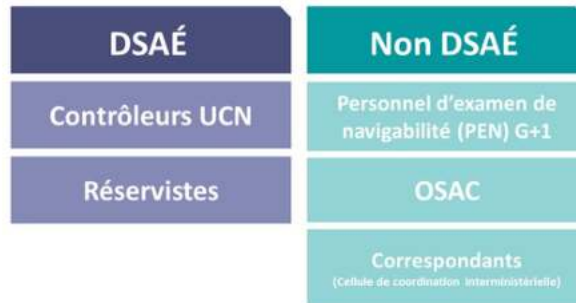 DSAÉ
Contrôleurs UCN
Réservistes
Non DSAÉ
Personnel d'examen de
navigabilité (PEN) G+1
OSAC
Correspondants
(Cellule de coordination interministérielle)